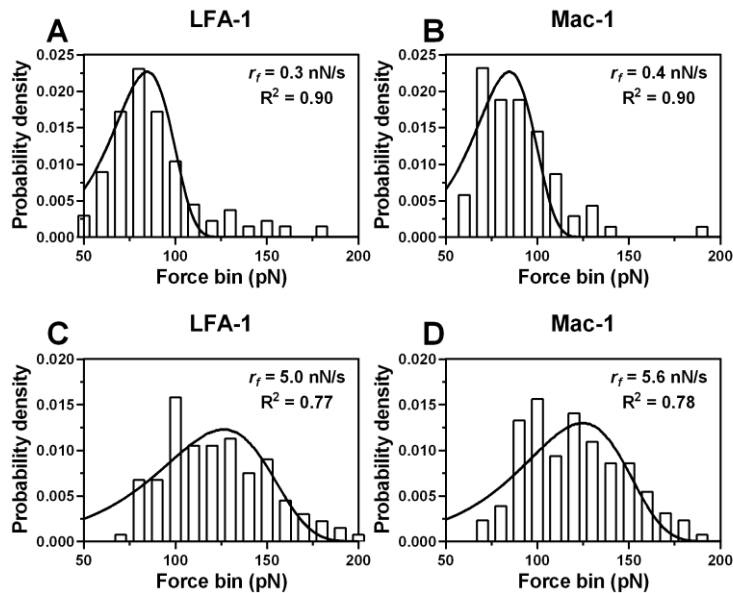 A
LFA-1
Probability density
0.025
0.020
0.015
0.010
0.005
0.000
r_f = 0.3 nN/s
R² = 0.90
50
100
150
200
Force bin (pN)
B
Mac-1
Probability density
0.025
0.020
0.015
0.010
0.005
0.000
r_f = 0.4 nN/s
R² = 0.90
50
100
150
200
Force bin (pN)
C
LFA-1
Probability density
0.020
0.015
0.010
0.005
0.000
r_f = 5.0 nN/s
R² = 0.77
50
100
150
200
Force bin (pN)
D
Mac-1
Probability density
0.020
0.015
0.010
0.005
0.000
r_f = 5.6 nN/s
R² = 0.78
50
100
150
200
Force bin (pN)